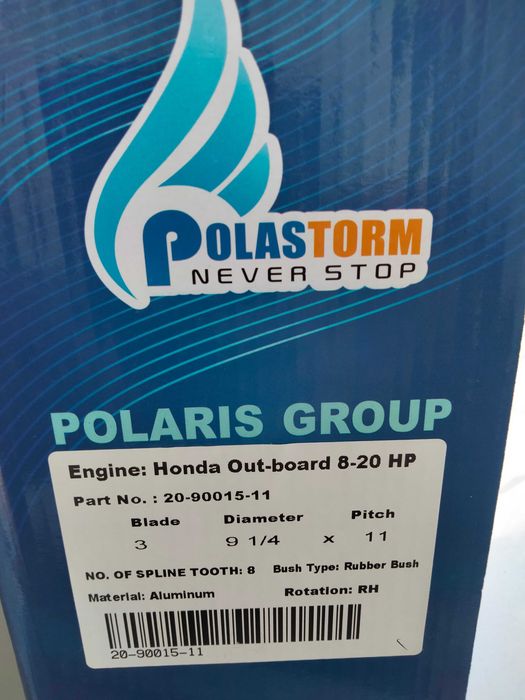 POLASTORM
NEVER STOP
POLARIS GROUP
Engine: Honda Out-board 8-20 HP
Part No. : 20-90015-11
Blade Diameter Pitch
3 9 1/4 x 11
NO. OF SPLINE TOOTH: 8 Bush Type: Rubber Bush
Material: Aluminum Rotation: RH
20-90015-11